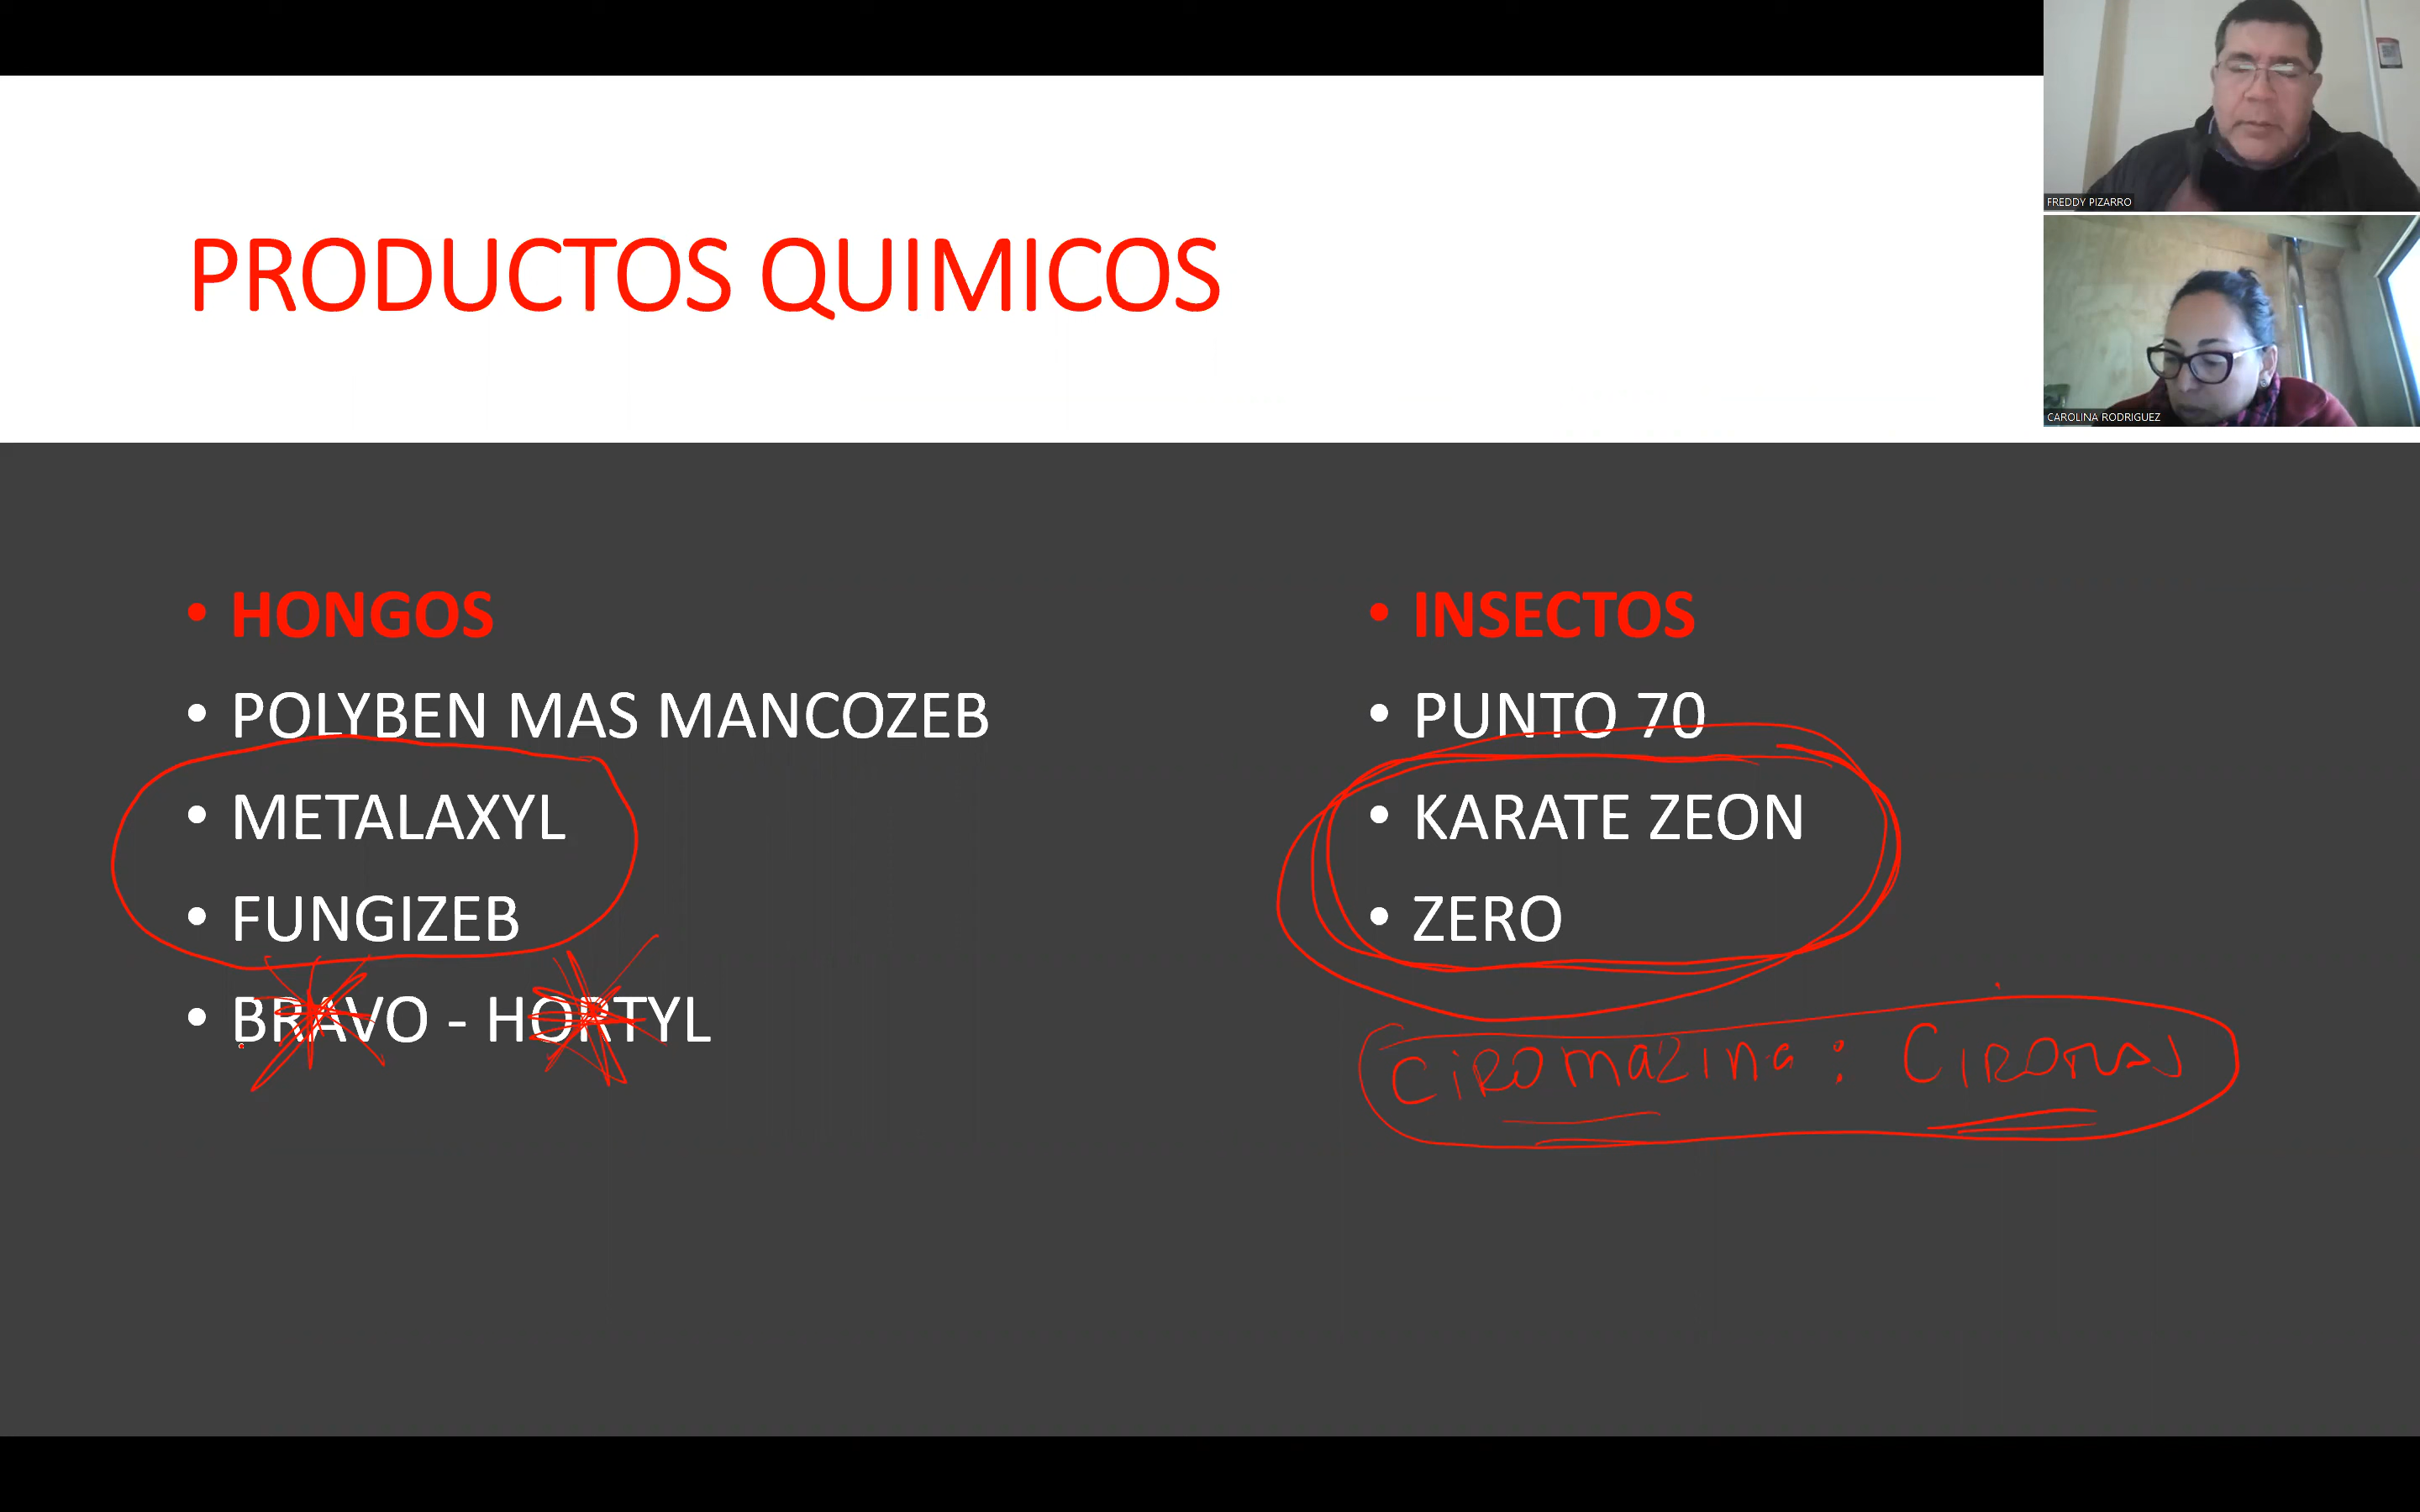 PRODUCTOS QUIMICOS
FREDDY PIZARRO
CAROLINA RODRIGUEZ
• HONGOS
• POLYBEN MAS MANCOZEB
• METALAXYL
• FUNGIZEB
• BRAVO - HORTYL
• INSECTOS
• PUNTO 70
• KARATE ZEON
• ZERO
CIROMAZINA :